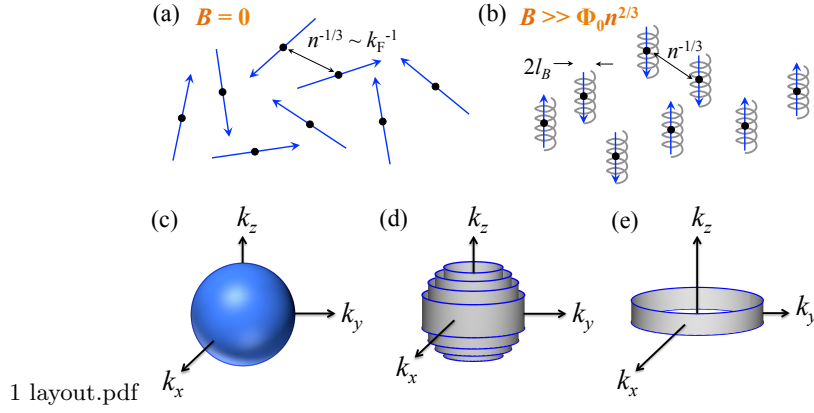 (a) B = 0
n^{-1/3} ~ k_F^{-1}
(b) B >> Φ_0 n^{2/3}
n^{-1/3}
2l_B
(c) k_z
k_y
k_x
(d) k_z
k_y
k_x
(e) k_z
k_y
k_x
1 layout.pdf